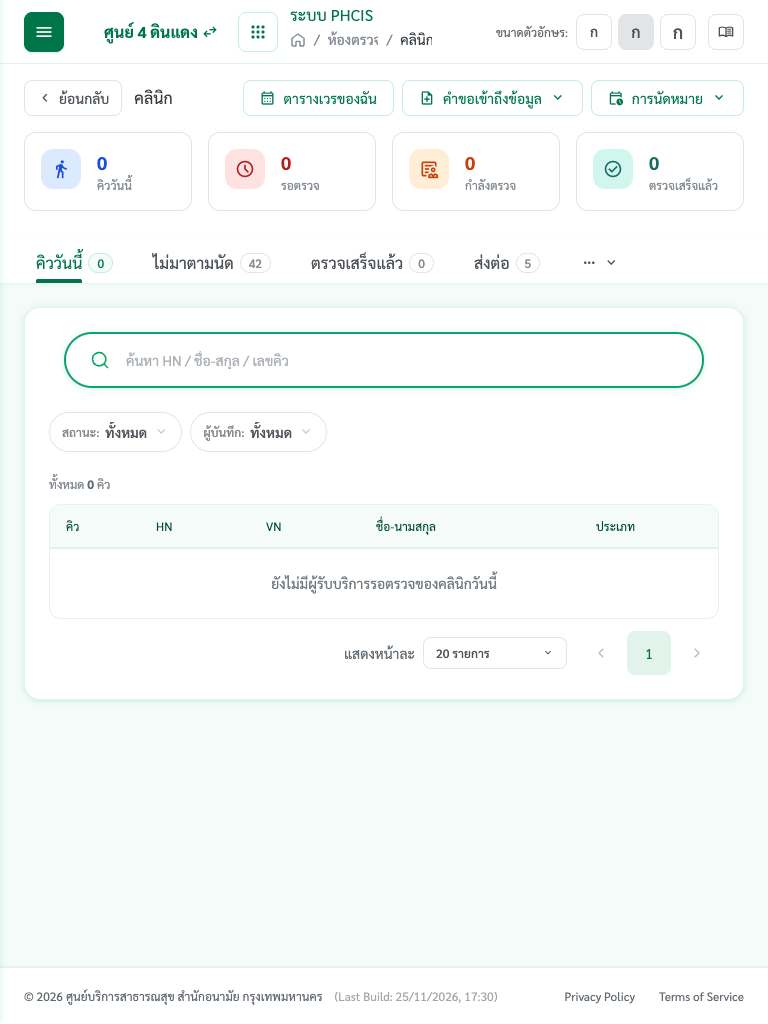 ศูนย์ 4 ดินแดง
ระบบ PHCIS
/ ห้องตรวจ / คลินิก
ขนาดตัวอักษร: ก ก ก
ย้อนกลับ คลินิก ตารางเวรของฉัน คำขอเข้าถึงข้อมูล การนัดหมาย
0 0 0 0
คิววันนี้ รอตรวจ กำลังตรวจ ตรวจเสร็จแล้ว
คิววันนี้ 0 ไม่มาตามนัด 42 ตรวจเสร็จแล้ว 0 ส่งต่อ 5 ...
ค้นหา HN / ชื่อ-สกุล / เลขคิว
สถานะ: ทั้งหมด ผู้บันทึก: ทั้งหมด
ทั้งหมด 0 คิว
คิว HN VN ชื่อ-นามสกุล ประเภท
ยังไม่มีผู้รับบริการรอตรวจของคลินิกวันนี้
แสดงหน้าละ 20 รายการ 1
© 2026 ศูนย์บริการสาธารณสุข สำนักอนามัย กรุงเทพมหานคร (Last Build: 25/11/2026, 17:30) Privacy Policy Terms of Service